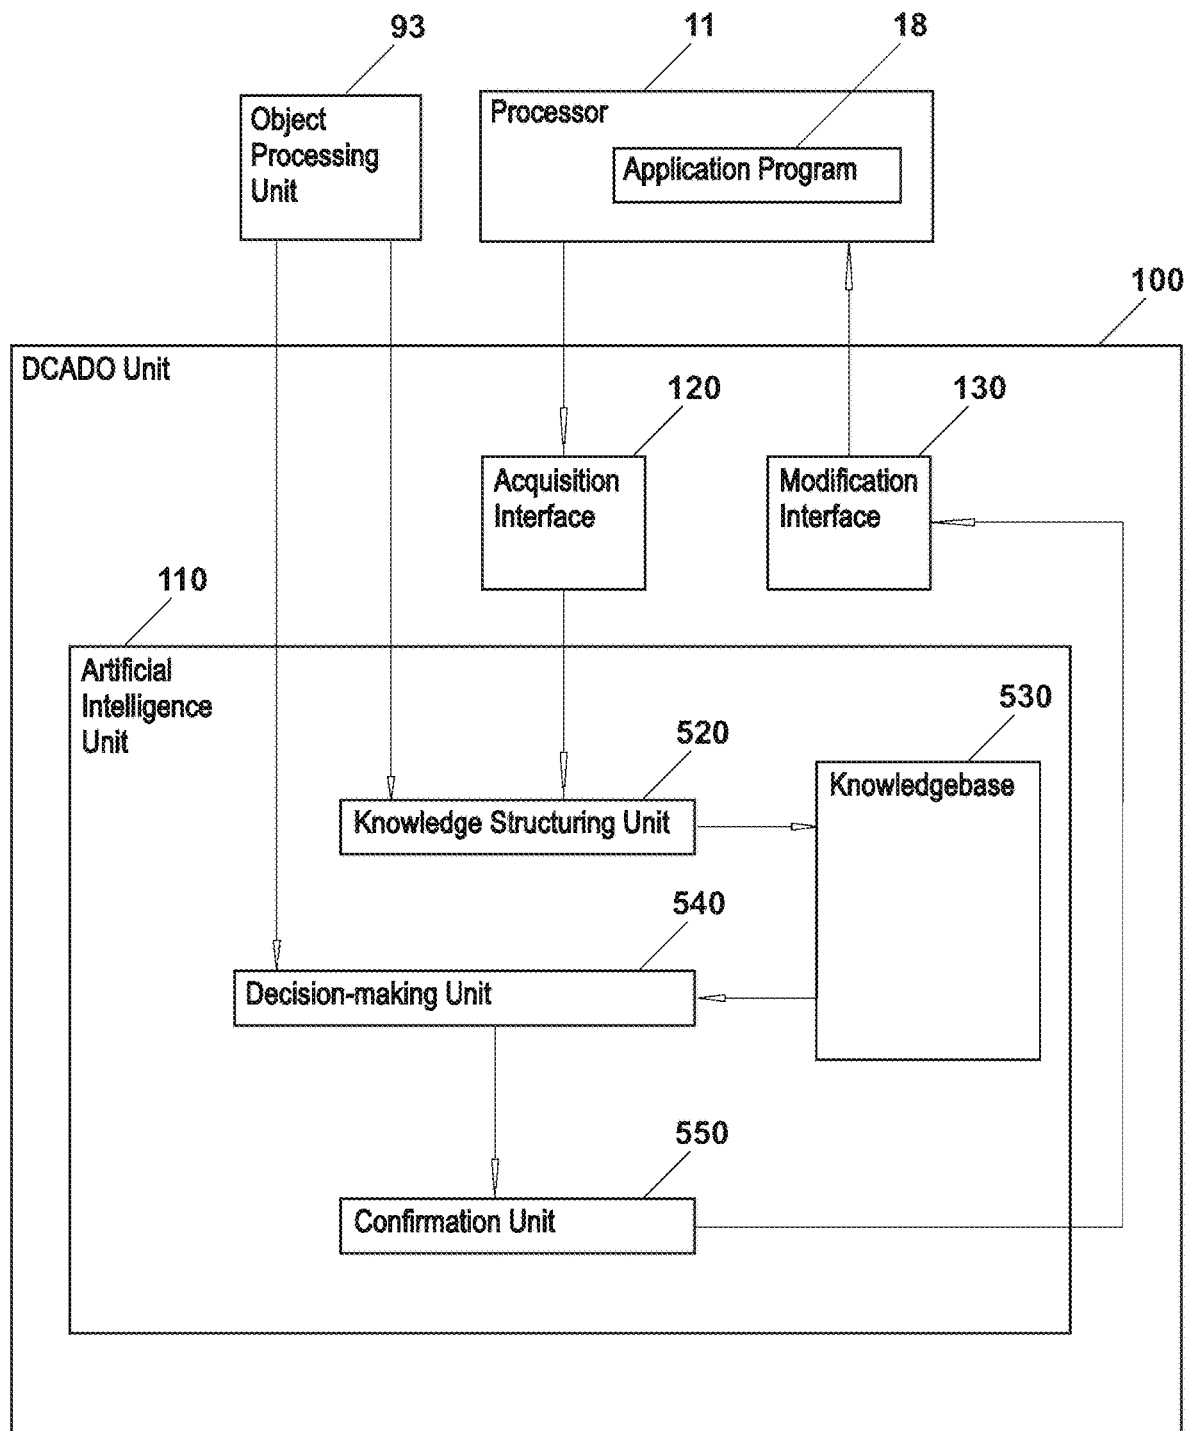 93
11
18
Object
Processing
Unit
Processor
Application Program
100
DCADO Unit
120
130
Acquisition
Interface
Modification
Interface
110
Artificial
Intelligence
Unit
520
530
Knowledge Structuring Unit
Knowledgebase
540
Decision-making Unit
550
Confirmation Unit